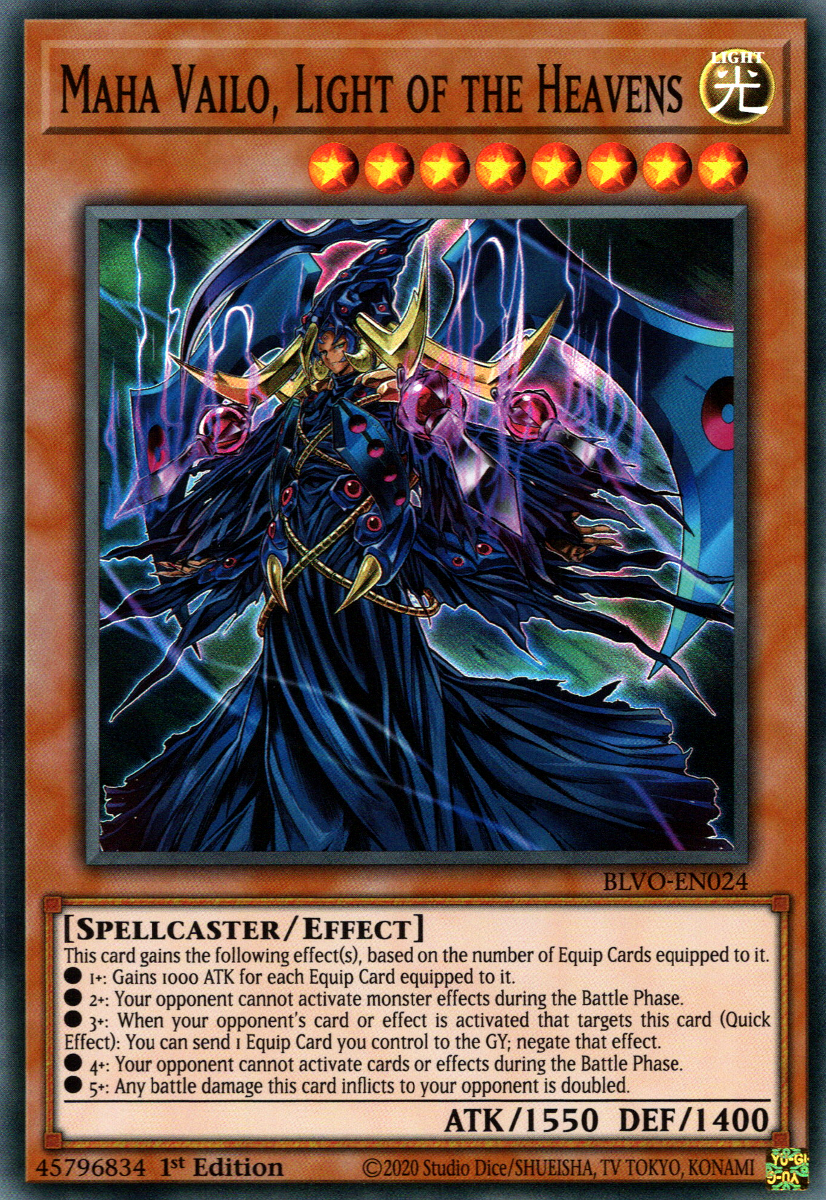 Maha Vailo, Light of the Heavens
LIGHT
光
BLVO-EN024
[Spellcaster/Effect]
This card gains the following effect(s), based on the number of Equip Cards equipped to it.
● 1+: Gains 1000 ATK for each Equip Card equipped to it.
● 2+: Your opponent cannot activate monster effects during the Battle Phase.
● 3+: When your opponent's card or effect is activated that targets this card (Quick
Effect): You can send 1 Equip Card you control to the GY; negate that effect.
● 4+: Your opponent cannot activate cards or effects during the Battle Phase.
● 5+: Any battle damage this card inflicts to your opponent is doubled.
ATK/1550 DEF/1400
45796834 1st Edition ©2020 Studio Dice/SHUEISHA, TV TOKYO, KONAMI